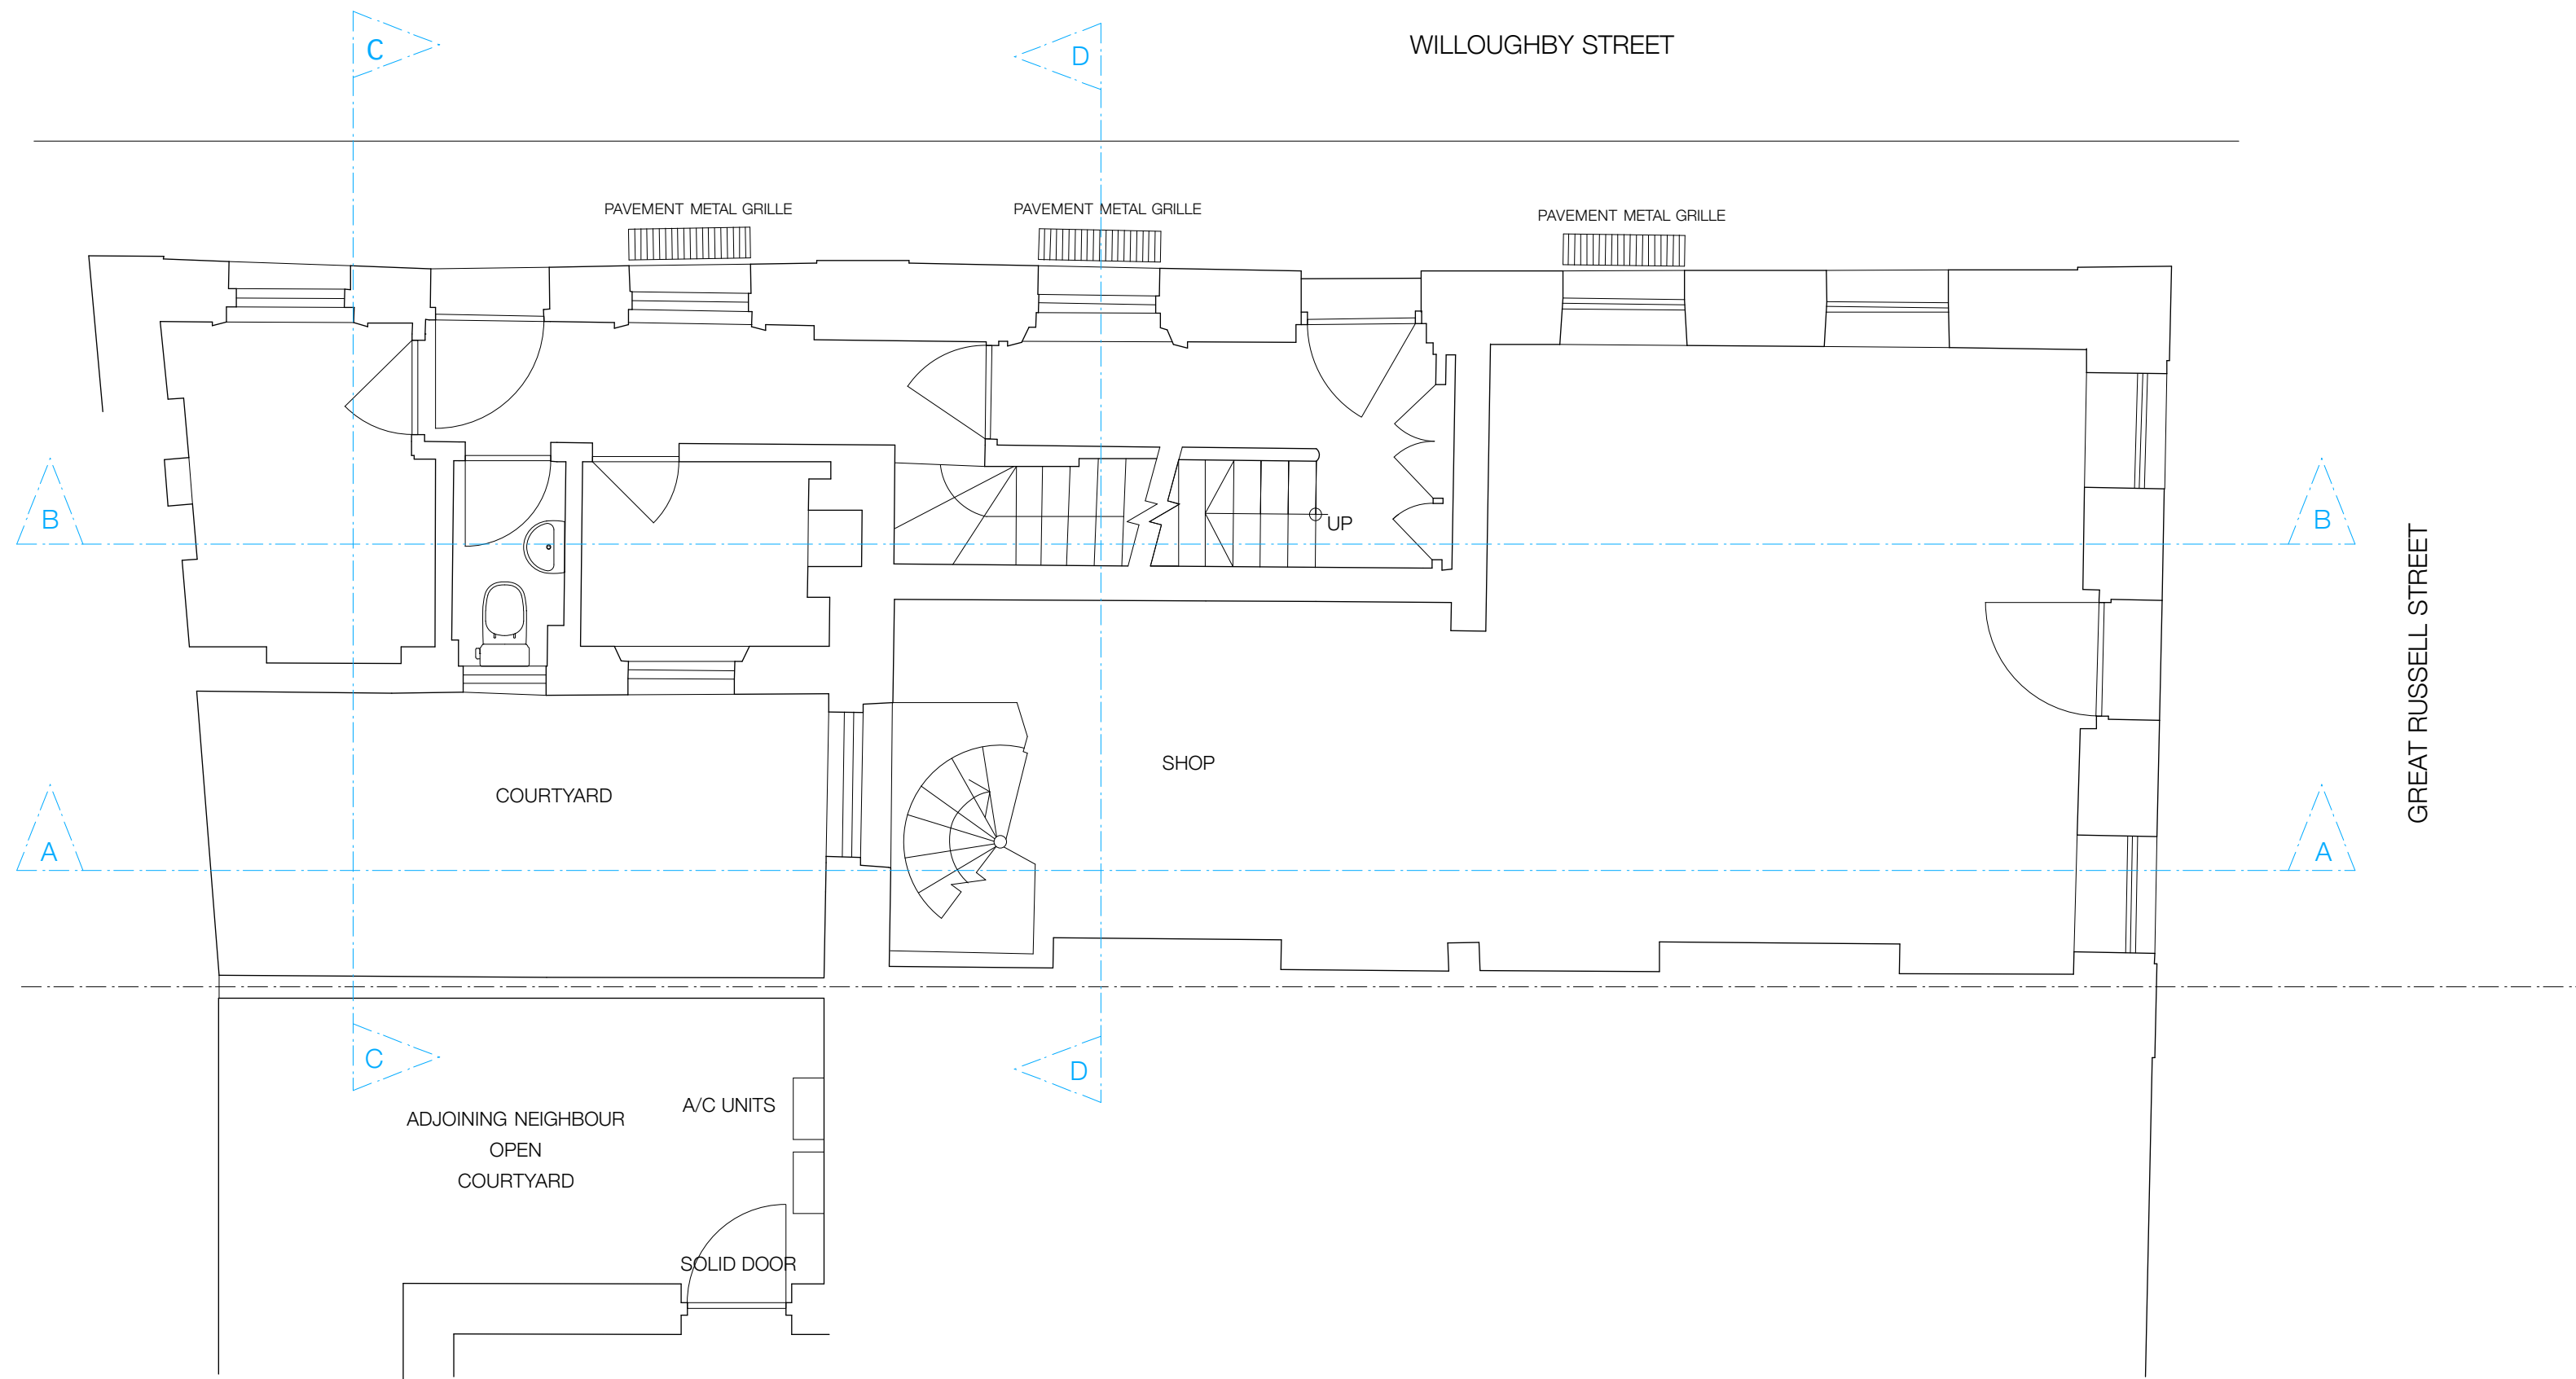 C
D
WILLOUGHBY STREET
PAVEMENT METAL GRILLE
PAVEMENT METAL GRILLE
PAVEMENT METAL GRILLE
B
UP
B
GREAT RUSSELL STREET
SHOP
COURTYARD
A
A
C
D
A/C UNITS
ADJOINING NEIGHBOUR
OPEN
COURTYARD
SOLID DOOR